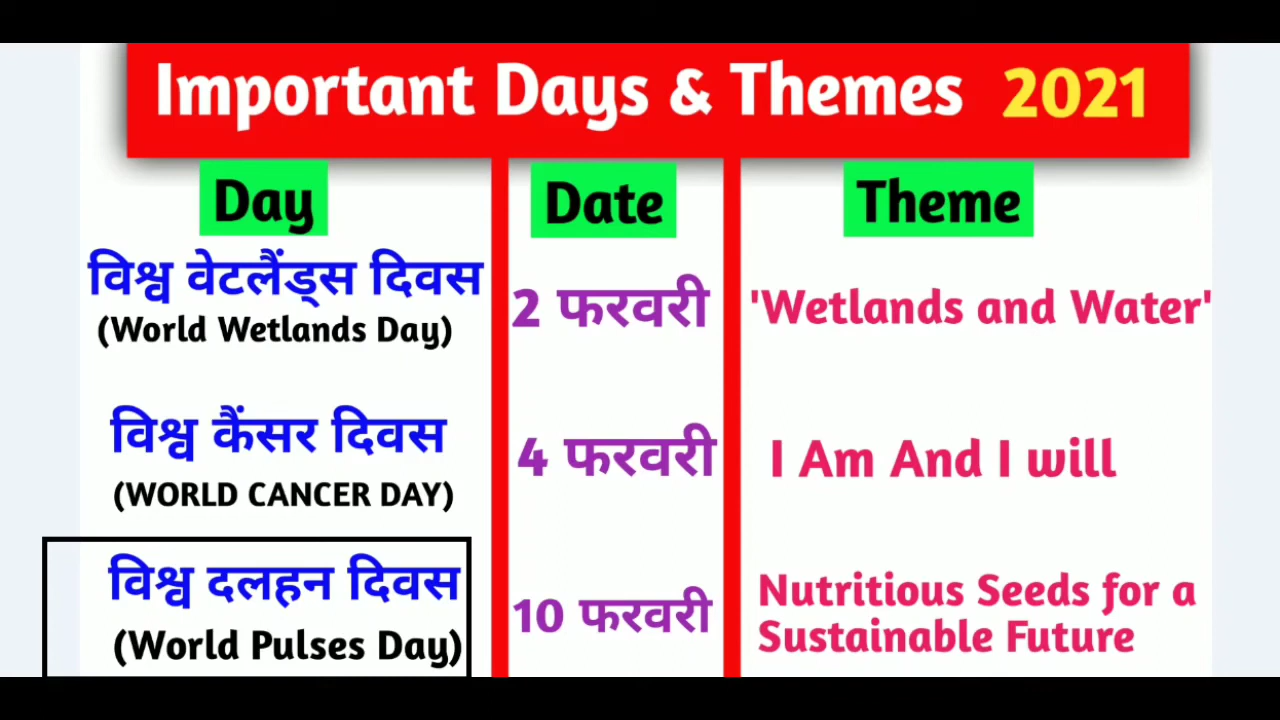 Important Days & Themes 2021
Day Date Theme
विश्व वेटलैंड्स दिवस
(World Wetlands Day)
2 फरवरी
'Wetlands and Water'
विश्व कैंसर दिवस
(WORLD CANCER DAY)
4 फरवरी
I Am And I will
विश्व दलहन दिवस
(World Pulses Day)
10 फरवरी
Nutritious Seeds for a
Sustainable Future